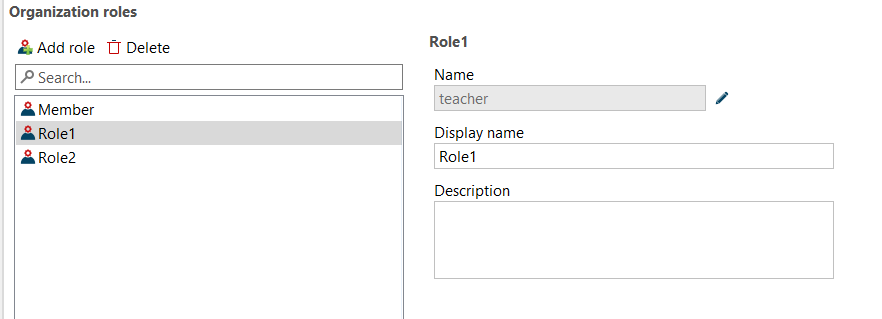 Organization roles
Add role Delete
Search...
Member
Role1
Role2
Role1
Name
teacher
Display name
Role1
Description